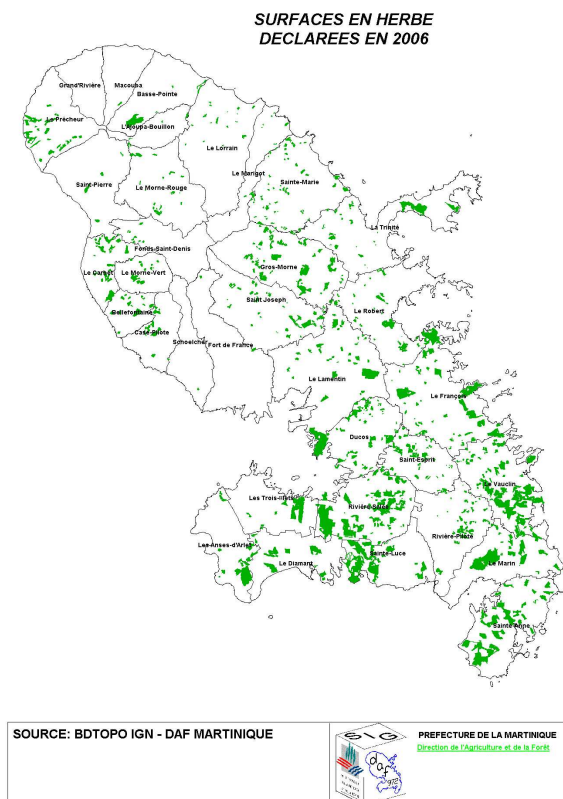 SURFACES EN HERBE
DECLAREES EN 2006
Grand'Rivière
Macouba
Basse-Pointe
Le Prêcheur
L'Ajoupa-Bouillon
Le Lorrain
Le Marigot
Saint-Pierre
Le Morne-Rouge
Sainte-Marie
La Trinité
Fonds-Saint-Denis
Le Carbet
Le Morne-Vert
Gros-Morne
Bellefontaine
Saint Joseph
Le Robert
Case-Pilote
Schoelcher
Fort de France
Le Lamentin
Le François
Ducos
Saint-Esprit
Le Vauclin
Les Trois-Ilets
Rivière-Salée
Rivière-Pilote
Les Anses-d'Arlet
Le Diamant
Sainte-Luce
Le Marin
Sainte Anne
SOURCE: BDTOPO IGN - DAF MARTINIQUE
SIG
daf
972
PREFECTURE DE LA MARTINIQUE
Direction de l'Agriculture et de la Forêt